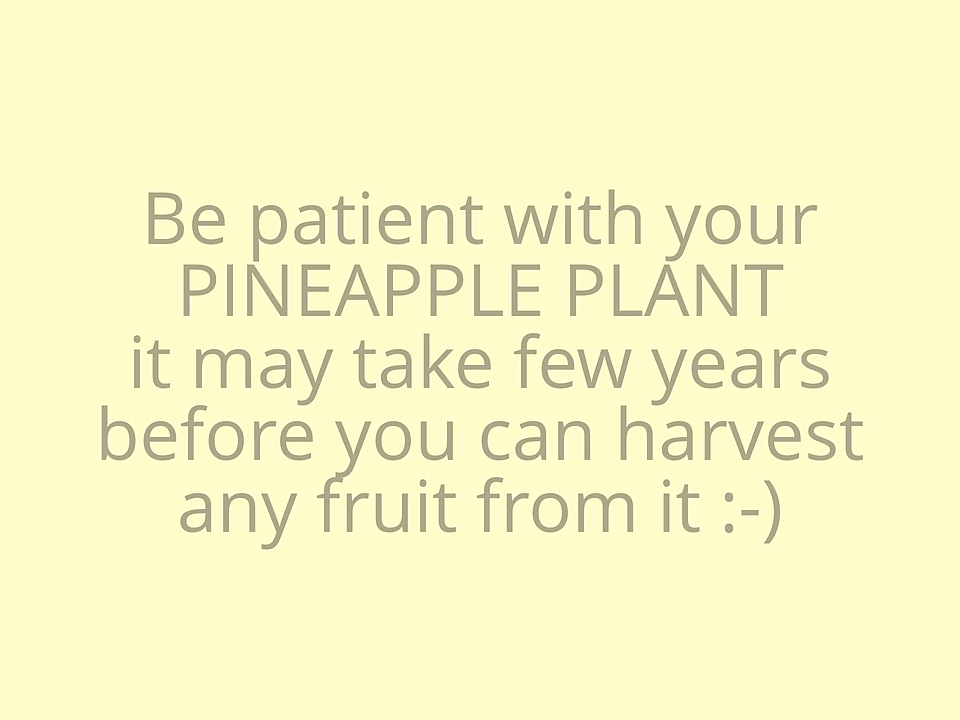 Be patient with your
PINEAPPLE PLANT
it may take few years
before you can harvest
any fruit from it :-)